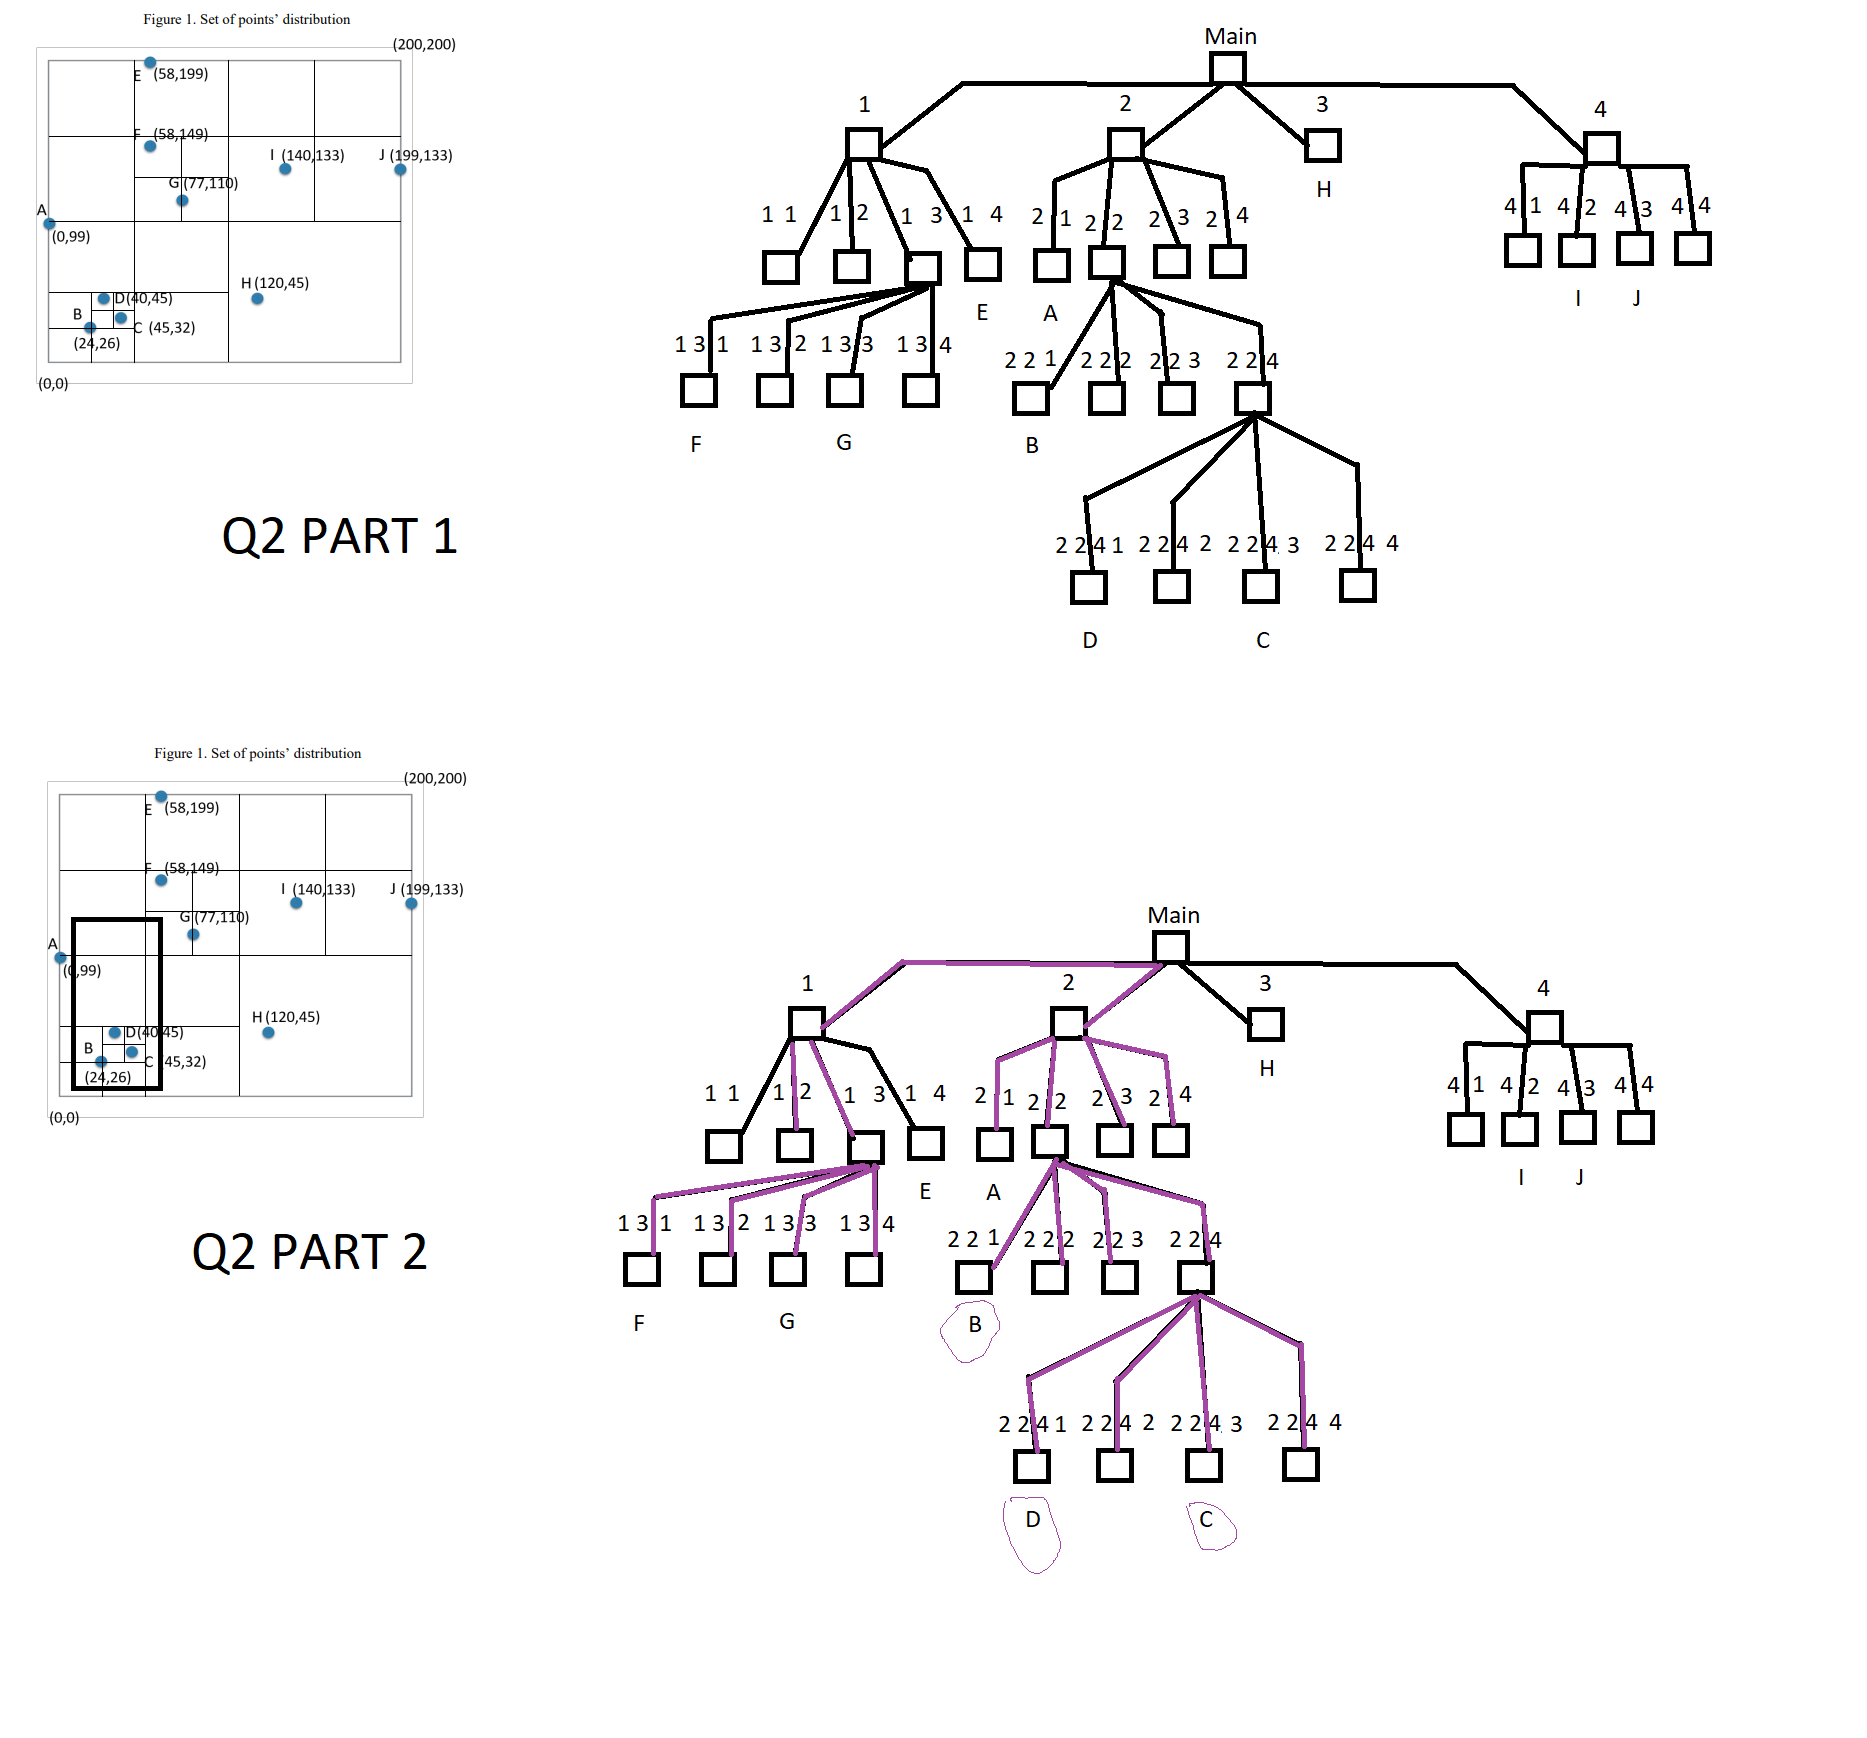 Figure 1. Set of points' distribution
(200,200)
E (58,199)
F (58,149)
I (140,133)
J (199,133)
G (77,110)
A
(0,99)
H (120,45)
D(40,45)
B
C (45,32)
(24,26)
(0,0)
Q2 PART 1
Main
1
2
3
4
H
1 1
1 2
1 3
1 4
2 1
2 2
2 3
2 4
4 1
4 2
4 3
4 4
E
A
I
J
1 3 1
1 3 2
1 3 3
1 3 4
2 2 1
2 2 2
2 2 3
2 2 4
F
G
B
2 2 4 1
2 2 4 2
2 2 4 3
2 2 4 4
D
C
Figure 1. Set of points' distribution
(200,200)
E (58,199)
F (58,149)
I (140,133)
J (199,133)
G (77,110)
A
(0,99)
H (120,45)
D(40,45)
B
C (45,32)
(24,26)
(0,0)
Q2 PART 2
Main
1
2
3
4
H
1 1
1 2
1 3
1 4
2 1
2 2
2 3
2 4
4 1
4 2
4 3
4 4
E
A
I
J
1 3 1
1 3 2
1 3 3
1 3 4
2 2 1
2 2 2
2 2 3
2 2 4
F
G
B
2 2 4 1
2 2 4 2
2 2 4 3
2 2 4 4
D
C